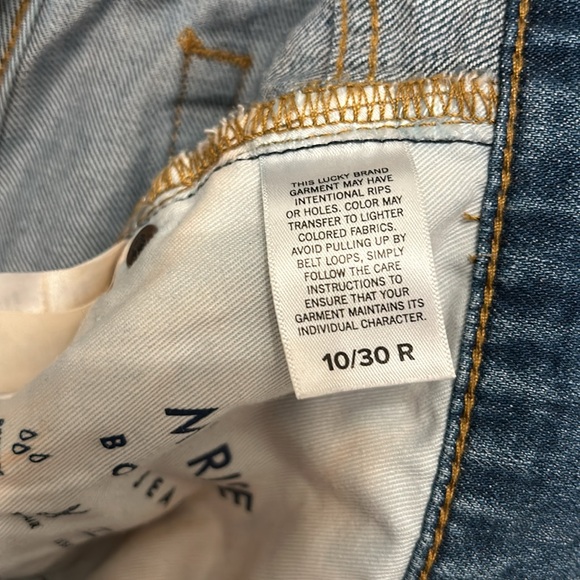 THIS LUCKY BRAND
GARMENT MAY HAVE
INTENTIONAL RIPS
OR HOLES. COLOR MAY
TRANSFER TO LIGHTER
COLORED FABRICS.
AVOID PULLING UP BY
BELT LOOPS, SIMPLY
FOLLOW THE CARE
INSTRUCTIONS TO
ENSURE THAT YOUR
GARMENT MAINTAINS ITS
INDIVIDUAL CHARACTER.
10/30 R